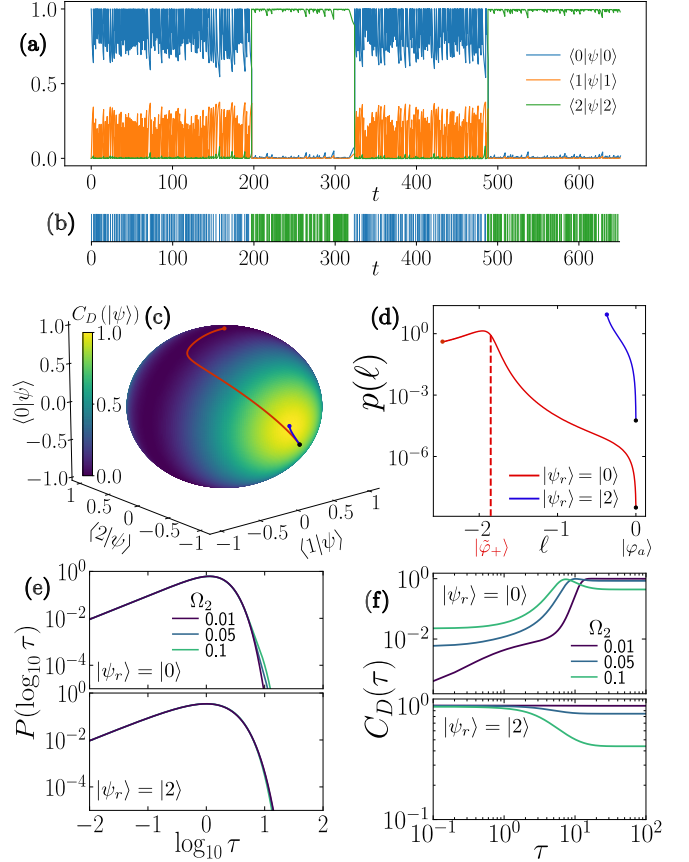 (a)
1.0
0.5
0.0
⟨0|ψ|0⟩
⟨1|ψ|1⟩
⟨2|ψ|2⟩
0 100 200 300 400 500 600
t
(b)
0 100 200 300 400 500 600
t
C_D(|ψ⟩)
(c)
1.0
0.5
0.0
⟨0|ψ⟩
1.0
0.5
0.0
−0.5
−1.0
⟨2|ψ⟩
1
0.5
0
−0.5
−1
⟨1|ψ⟩
−1
−0.5
0
0.5
1
(d)
p(ℓ)
10^0
10^−3
10^−6
|ψ_r⟩ = |0⟩
|ψ_r⟩ = |2⟩
−2 −1 0
|φ̃_+⟩ ℓ |φ_a⟩
(e)
P(log_10 τ)
10^0
10^−2
10^−4
Ω_2
0.01
0.05
0.1
|ψ_r⟩ = |0⟩
10^0
10^−2
10^−4
|ψ_r⟩ = |2⟩
−2 −1 0 1 2
log_10 τ
(f)
C_D(τ)
10^0
10^−2
|ψ_r⟩ = |0⟩
Ω_2
0.01
0.05
0.1
10^0
10^−1
|ψ_r⟩ = |2⟩
10^−1 10^0 10^1 10^2
τ